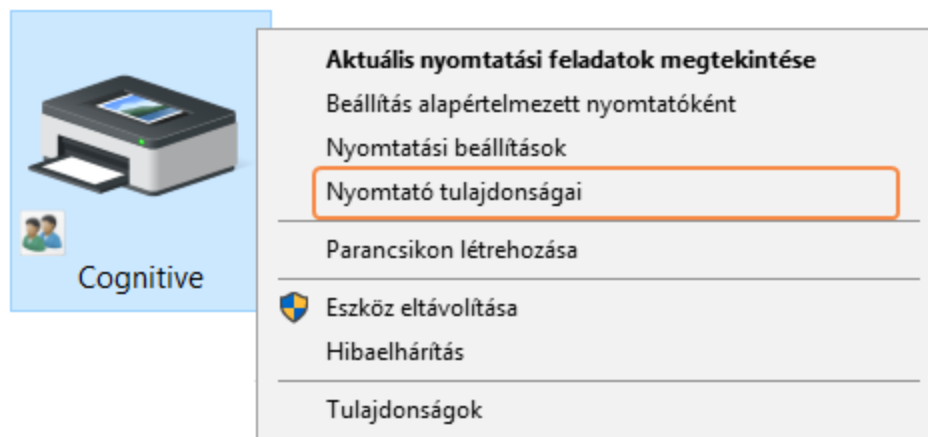 Aktuális nyomtatási feladatok megtekintése
Beállítás alapértelmezett nyomtatóként
Nyomtatási beállítások
Nyomtató tulajdonságai
Parancsikon létrehozása
Eszköz eltávolítása
Hibaelhárítás
Tulajdonságok
Cognitive